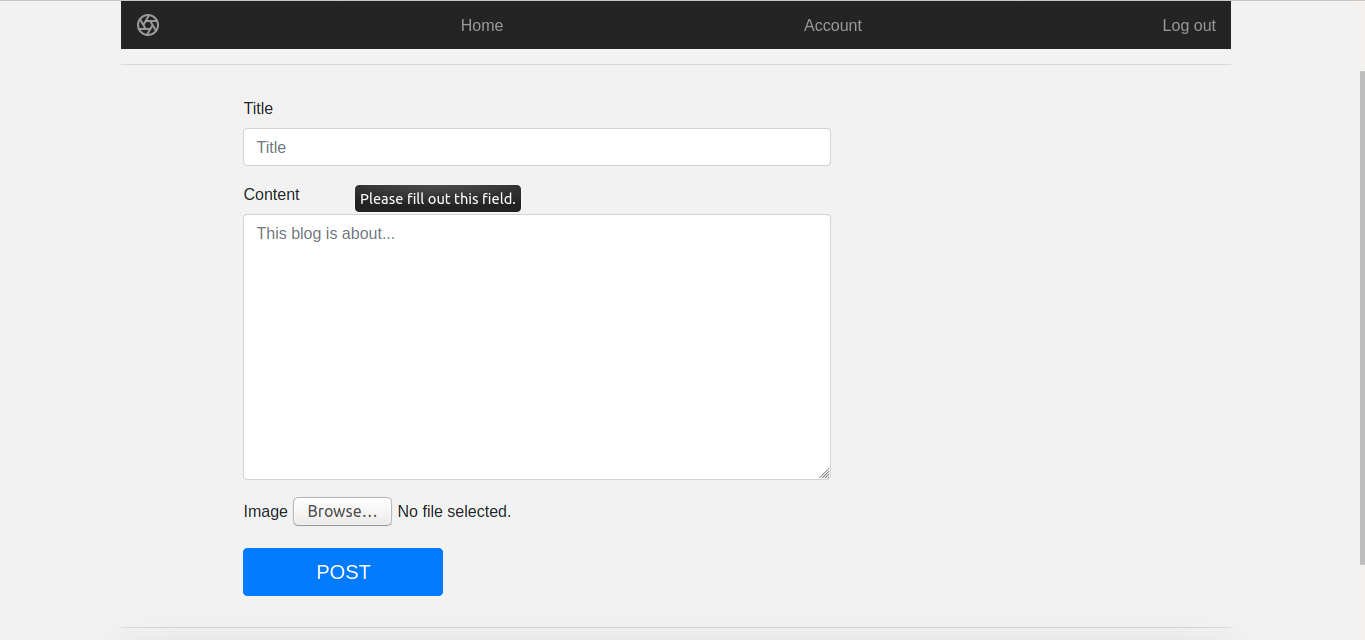 Home Account Log out
Title
Title
Content
Please fill out this field.
This blog is about...
Image Browse... No file selected.
POST